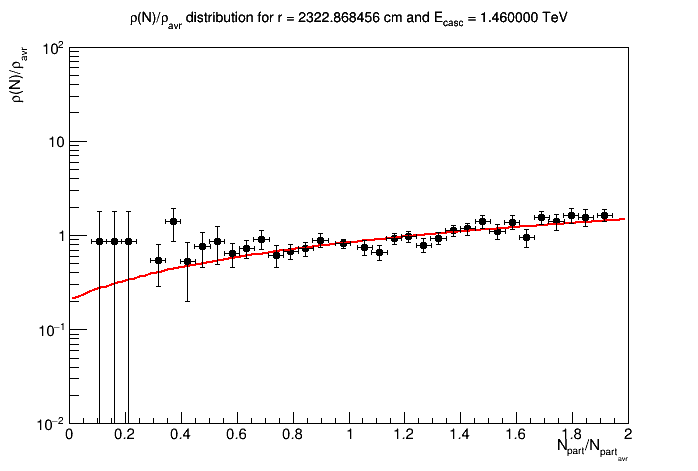 ρ(N)/ρavr distribution for r = 2322.868456 cm and Ecasc = 1.460000 TeV
ρ(N)/ρavr
10²
10
1
10⁻¹
10⁻²
0 0.2 0.4 0.6 0.8 1 1.2 1.4 1.6 1.8 2
Npart/Npartavr